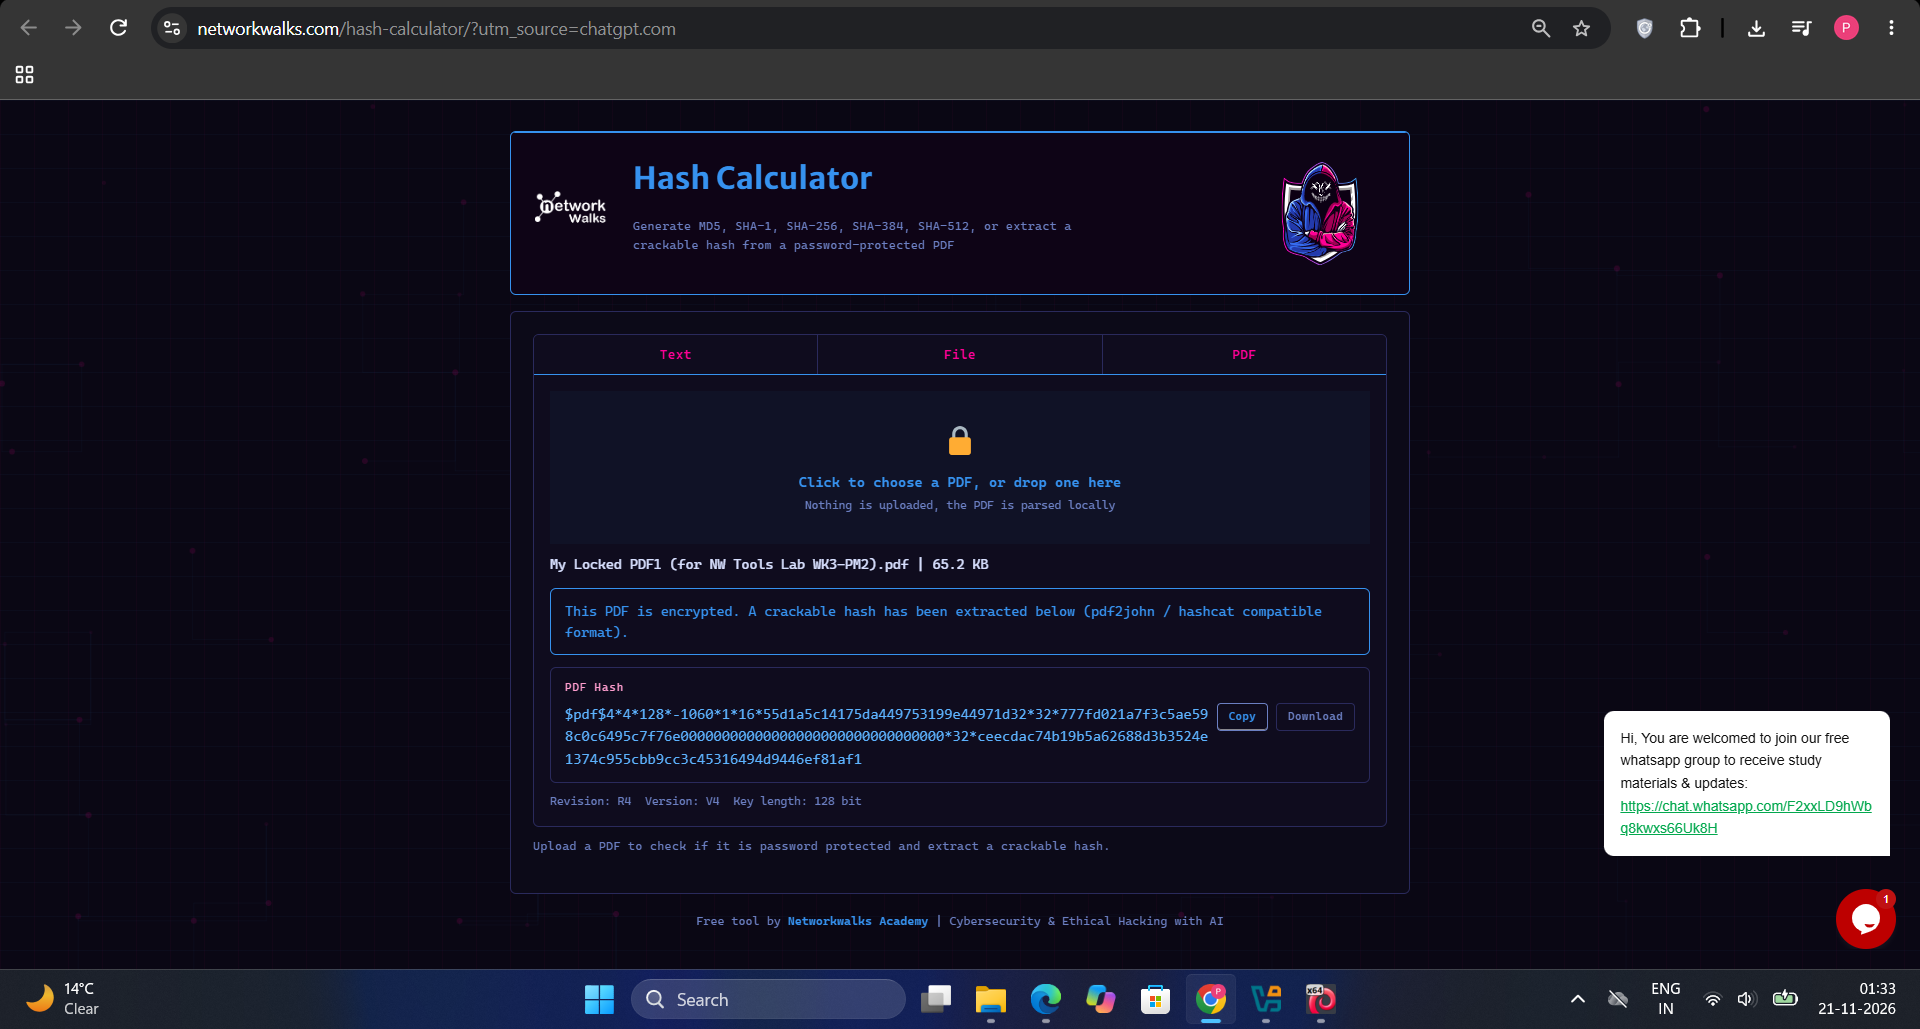 networkwalks.com/hash-calculator/?utm_source=chatgpt.com
P
network
Walks
Hash Calculator
Generate MD5, SHA-1, SHA-256, SHA-384, SHA-512, or extract a
crackable hash from a password-protected PDF
Text
File
PDF
Click to choose a PDF, or drop one here
Nothing is uploaded, the PDF is parsed locally
My Locked PDF1 (for NW Tools Lab WK3-PM2).pdf | 65.2 KB
This PDF is encrypted. A crackable hash has been extracted below (pdf2john / hashcat compatible
format).
PDF Hash
$pdf$4*4*128*-1060*1*16*55d1a5c14175da449753199e44971d32*32*777fd021a7f3c5ae59
8c0c6495c7f76e00000000000000000000000000000000*32*ceecdac74b19b5a62688d3b3524e
1374c955cbb9cc3c45316494d9446ef81af1
Copy
Download
Revision: R4 Version: V4 Key length: 128 bit
Upload a PDF to check if it is password protected and extract a crackable hash.
Free tool by Networkwalks Academy | Cybersecurity & Ethical Hacking with AI
Hi, You are welcomed to join our free
whatsapp group to receive study
materials & updates:
https://chat.whatsapp.com/F2xxLD9hWb
q8kwxs66Uk8H
1
14°C
Clear
Search
P
X64
ENG
IN
01:33
21-11-2026